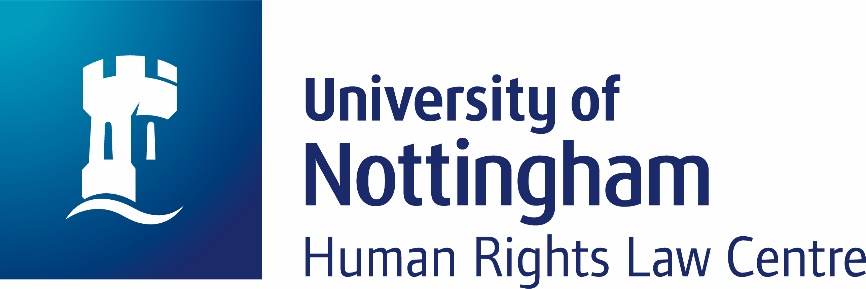 University of
Nottingham
Human Rights Law Centre